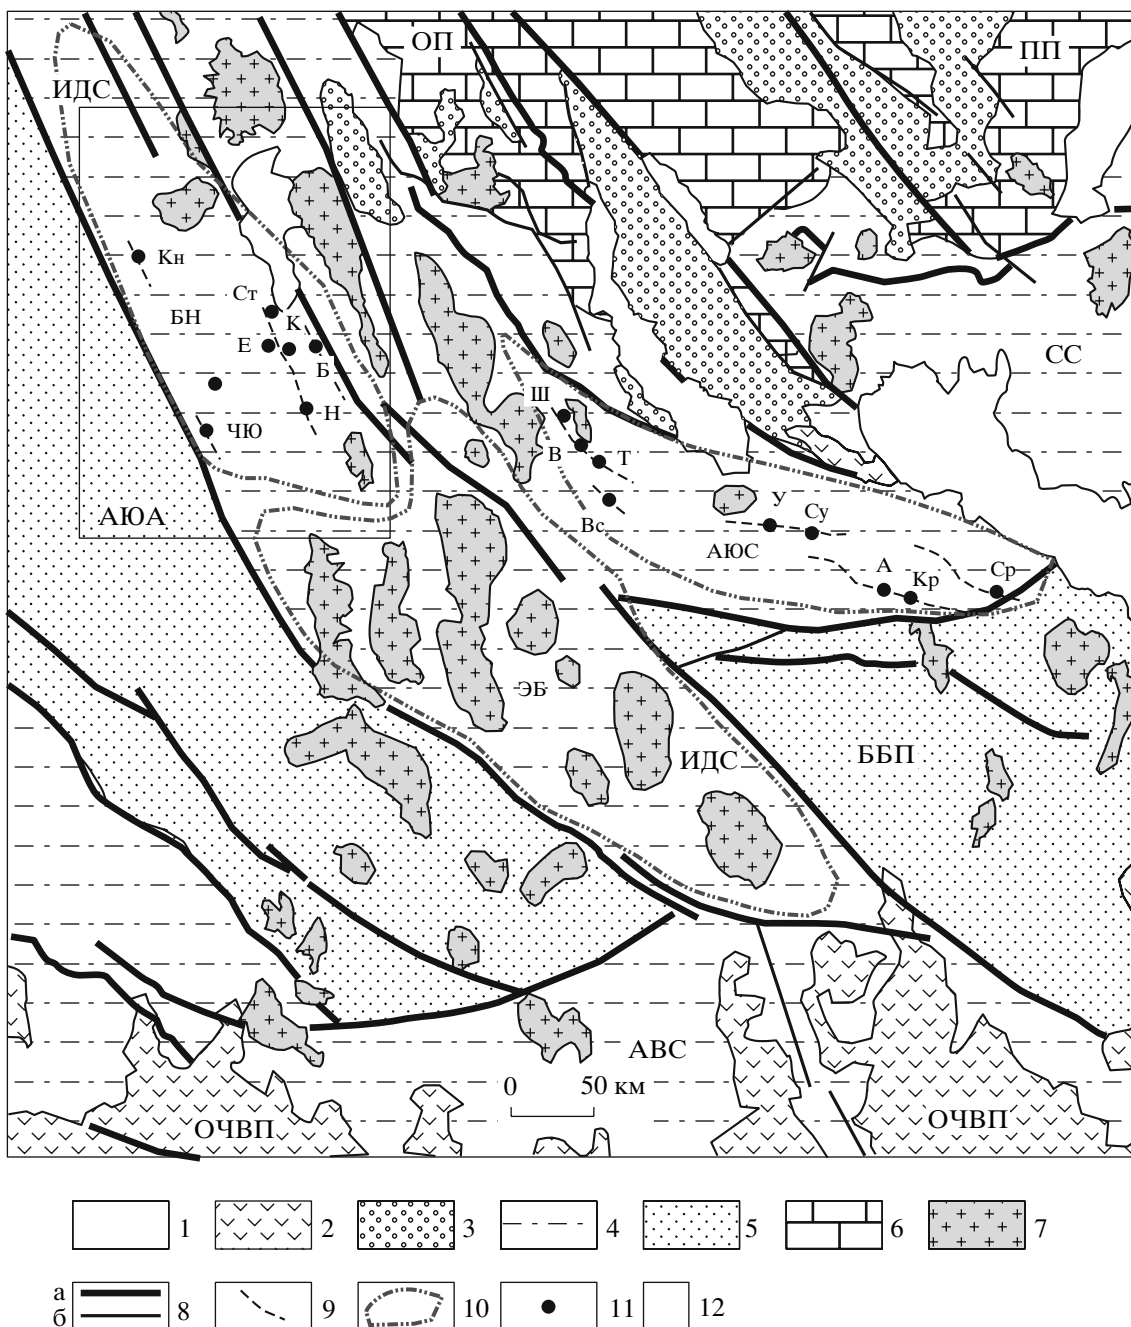 ОП
ПП
ИДС
Кн
Ст
БН
К
Е
Б
СС
Ш
Н
ЧЮ
В
Т
У
Су
Вс
АЮА
АЮС
А
Кр
Ср
ЭБ
ИДС
ББП
АВС
0 50 км
ОЧВП
ОЧВП
1 2 3 4 5 6 7
а
б 8 9 10 11 12